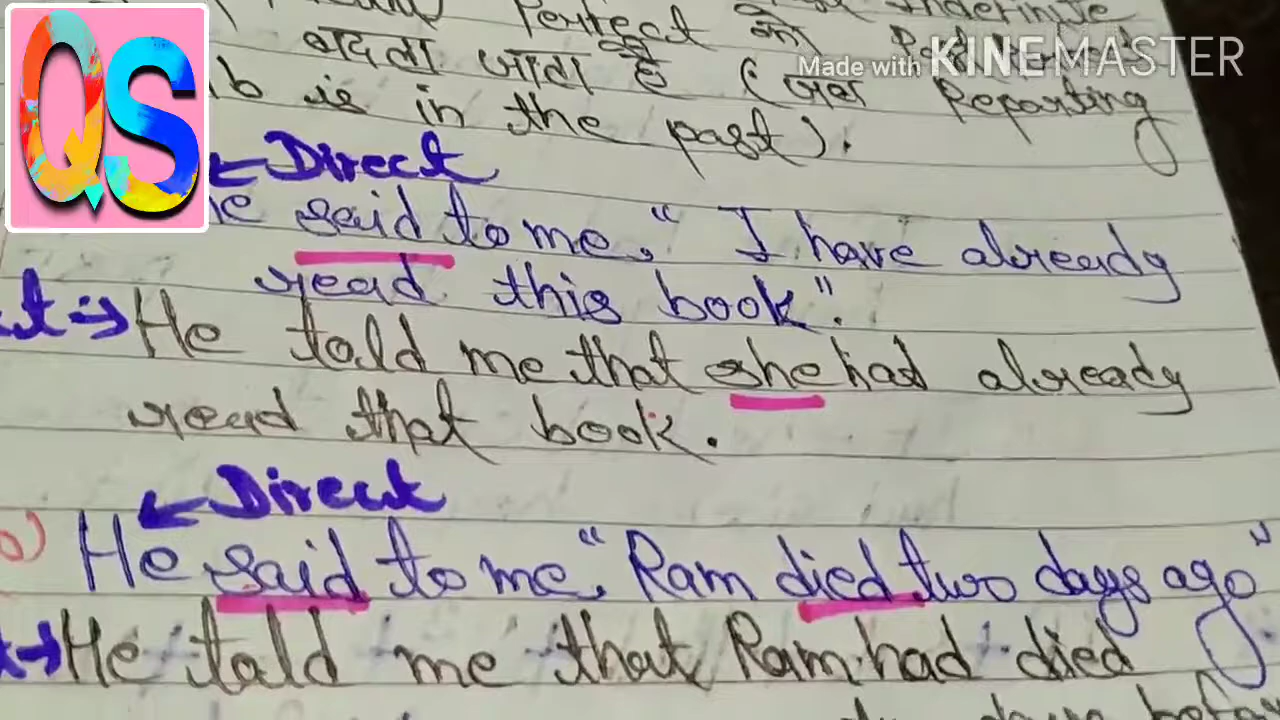 QS
Perfect को Indefinite
Made with KINEMASTER
बदला जाता है (जब Reporting
b is in the past).
Direct
He said to me, “ I have already
read this book”.
He told me that she had already
read that book.
Direct
He said to me, “ Ram died two days ago”
He told me that Ram had died